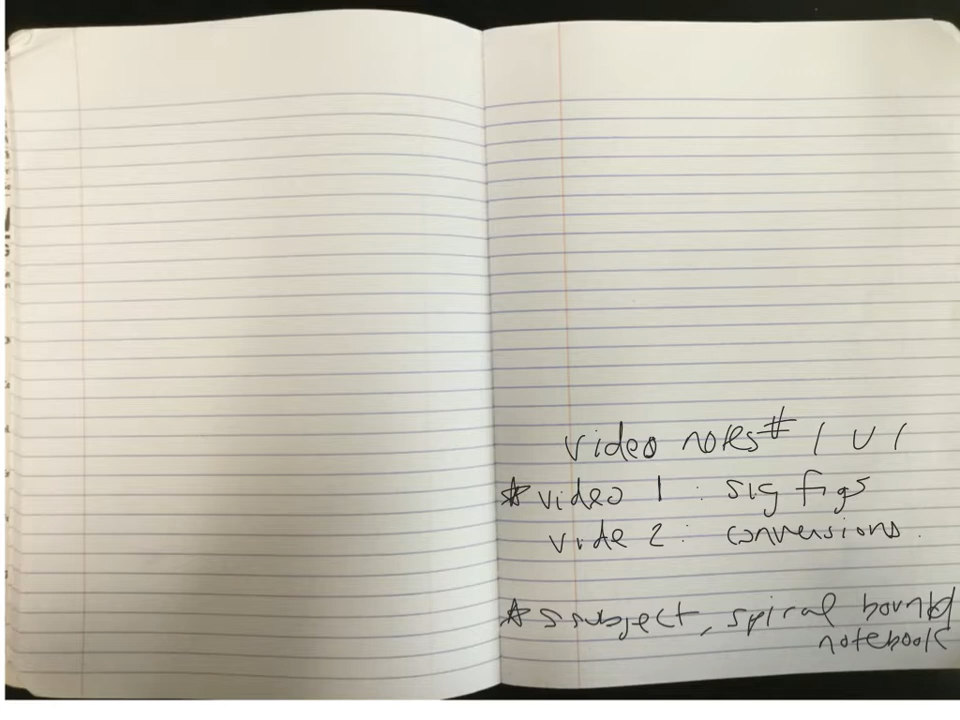 video notes # 1 U1
☆ video 1 : sig figs
vide 2 : conversions.
☆ 5 subject, spiral bound
notebook